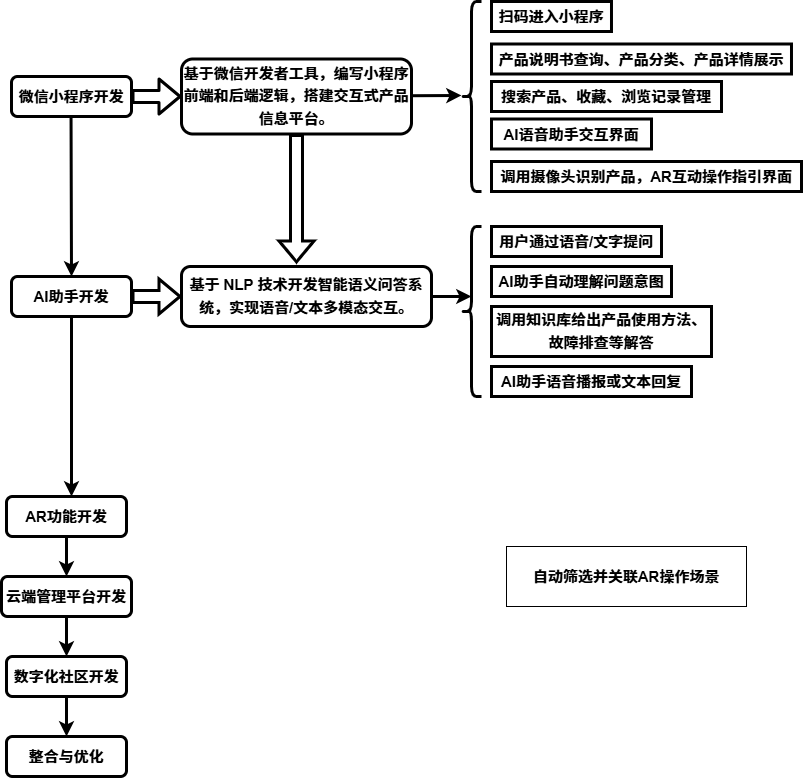 扫码进入小程序
产品说明书查询、产品分类、产品详情展示
微信小程序开发
基于微信开发者工具，编写小程序
前端和后端逻辑，搭建交互式产品
信息平台。
搜索产品、收藏、浏览记录管理
AI语音助手交互界面
调用摄像头识别产品，AR互动操作指引界面
用户通过语音/文字提问
AI助手开发
基于 NLP 技术开发智能语义问答系
统，实现语音/文本多模态交互。
AI助手自动理解问题意图
调用知识库给出产品使用方法、
故障排查等解答
AI助手语音播报或文本回复
AR功能开发
自动筛选并关联AR操作场景
云端管理平台开发
数字化社区开发
整合与优化